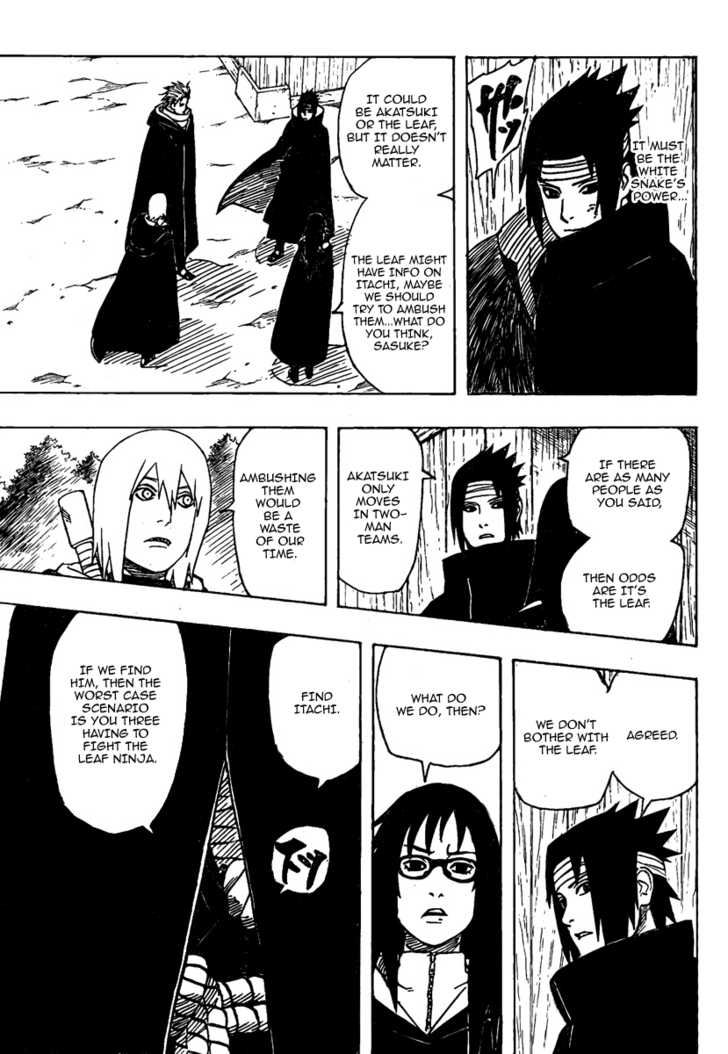 IT MUST
BE THE
WHITE
SNAKE'S
POWER...
IT COULD
BE AKATSUKI
OR THE LEAF,
BUT IT DOESN'T
REALLY
MATTER.
THE LEAF MIGHT
HAVE INFO ON
ITACHI, MAYBE
WE SHOULD
TRY TO AMBUSH
THEM...WHAT DO
YOU THINK,
SASUKE?
IF THERE
ARE AS MANY
PEOPLE AS
YOU SAID,
THEN ODDS
ARE IT'S
THE LEAF.
AKATSUKI
ONLY
MOVES
IN TWO-
MAN
TEAMS.
AMBUSHING
THEM
WOULD
BE A
WASTE
OF OUR
TIME.
AGREED.
WE DON'T
BOTHER WITH
THE LEAF.
WHAT DO
WE DO, THEN?
FIND
ITACHI.
IF WE FIND
HIM, THEN THE
WORST CASE
SCENARIO
IS YOU THREE
HAVING TO
FIGHT THE
LEAF NINJA.